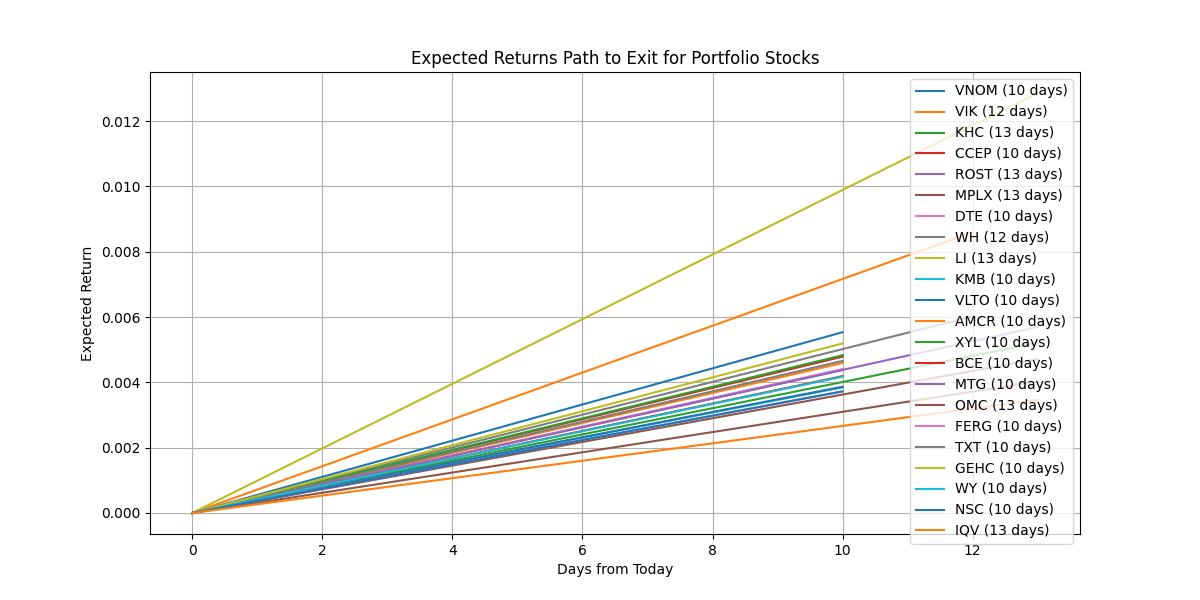 Expected Returns Path to Exit for Portfolio Stocks
Expected Return
0.012
0.010
0.008
0.006
0.004
0.002
0.000
0 2 4 6 8 10 12
Days from Today
VNOM (10 days)
VIK (12 days)
KHC (13 days)
CCEP (10 days)
ROST (13 days)
MPLX (13 days)
DTE (10 days)
WH (12 days)
LI (13 days)
KMB (10 days)
VLTO (10 days)
AMCR (10 days)
XYL (10 days)
BCE (10 days)
MTG (10 days)
OMC (13 days)
FERG (10 days)
TXT (10 days)
GEHC (10 days)
WY (10 days)
NSC (10 days)
IQV (13 days)